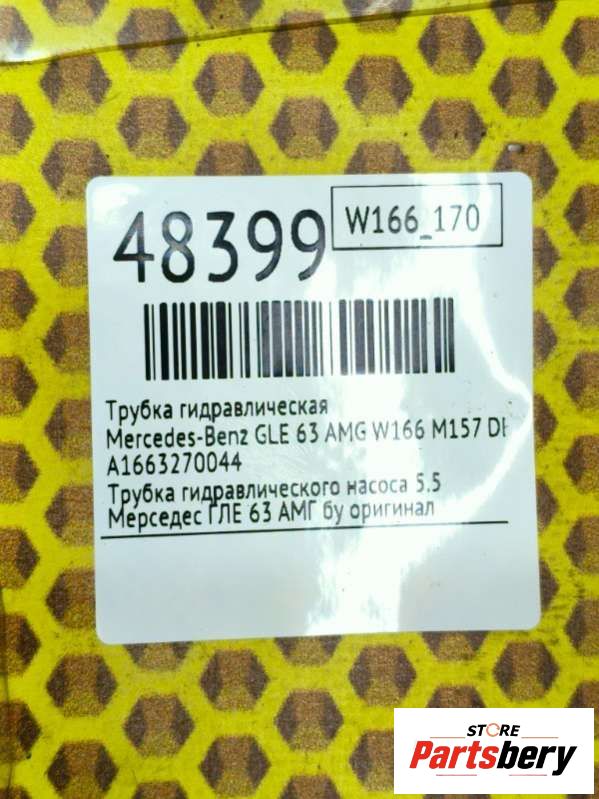 48399
W166_170
Трубка гидравлическая
Mercedes-Benz GLE 63 AMG W166 M157
A1663270044
Трубка гидравлического насоса 5.5
Мерседес ГЛЕ 63 АМГ бу оригинал
STORE
Partsbery